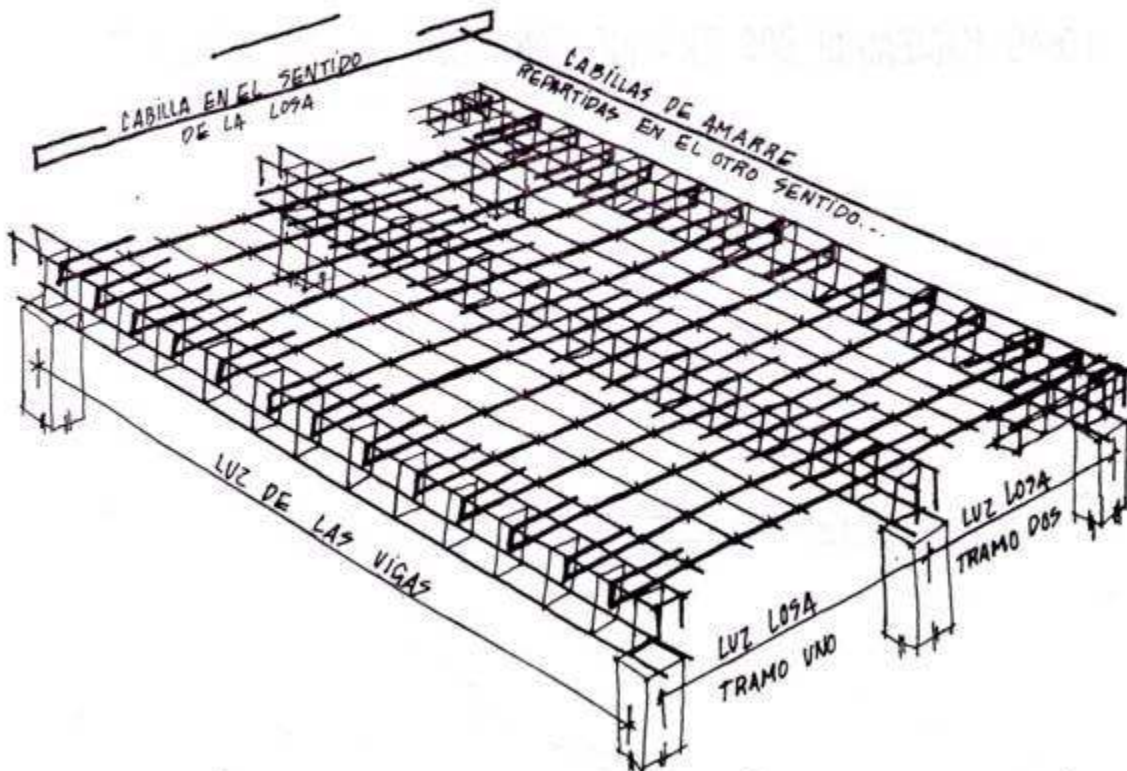 CABILLA EN EL SENTIDO
DE LA LOSA
CABILLAS DE AMARRE
REPARTIDAS EN EL OTRO SENTIDO...
LUZ DE LAS VIGAS
LUZ LOSA
TRAMO UNO
LUZ LOSA
TRAMO DOS